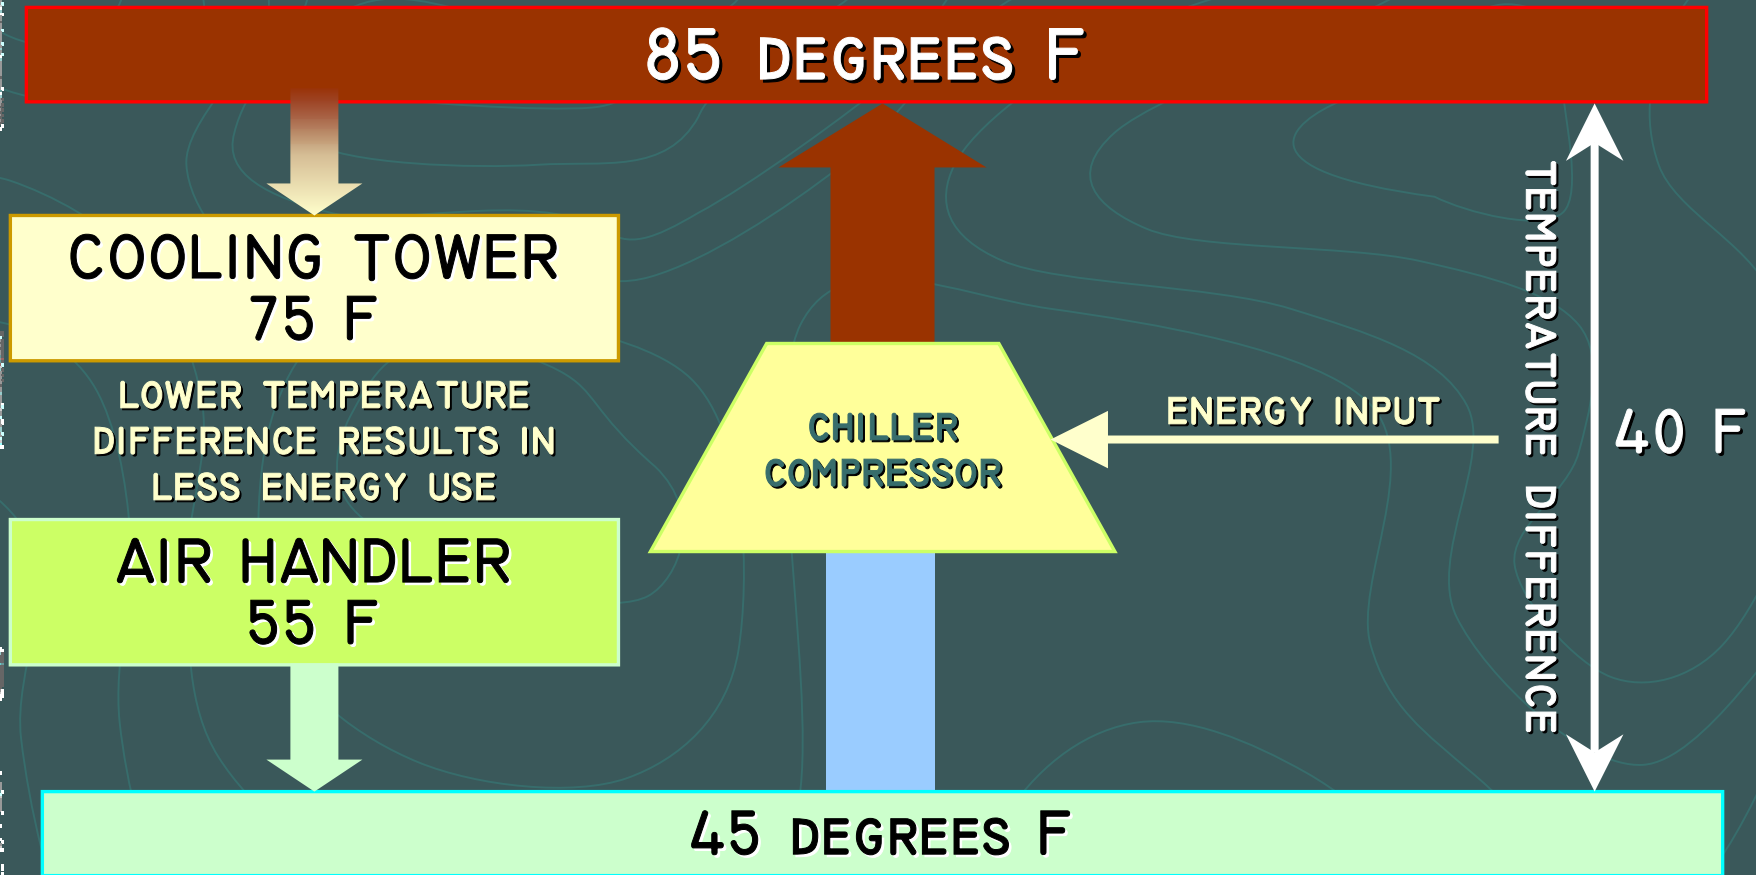 85 DEGREES F
COOLING TOWER
75 F
LOWER TEMPERATURE
DIFFERENCE RESULTS IN
LESS ENERGY USE
AIR HANDLER
55 F
CHILLER
COMPRESSOR
ENERGY INPUT
TEMPERATURE DIFFERENCE
40 F
45 DEGREES F